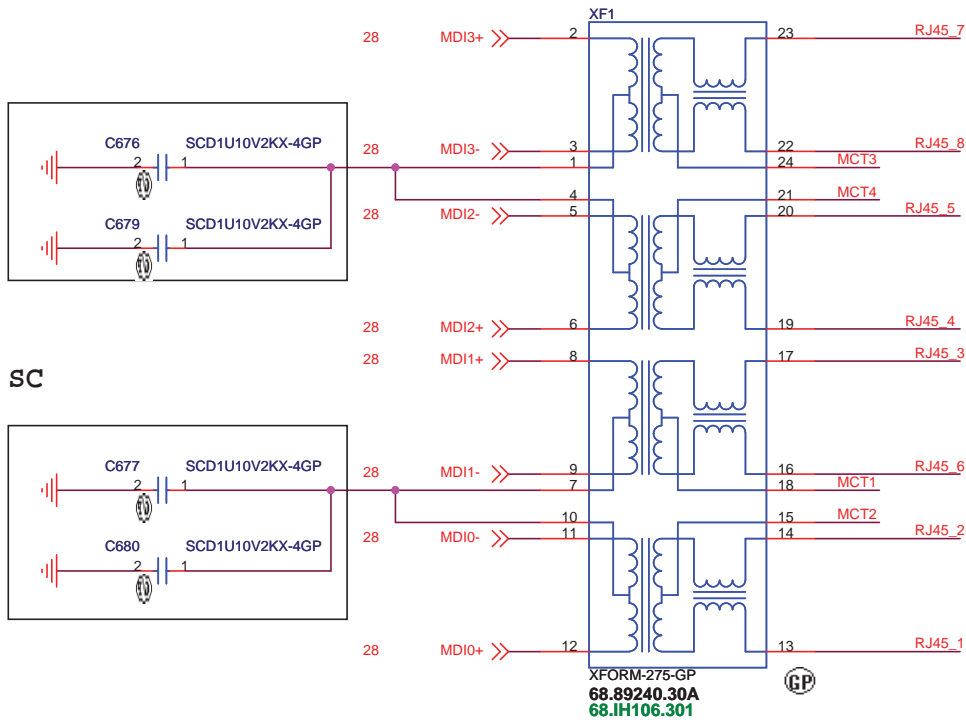 XF1
28 MDI3+ 2 23 RJ45_7
C676 SCD1U10V2KX-4GP
2 1
28 MDI3- 3 22 RJ45_8
1 24 MCT3
4 21 MCT4
28 MDI2- 5 20 RJ45_5
C679 SCD1U10V2KX-4GP
2 1
28 MDI2+ 6 19 RJ45_4
28 MDI1+ 8 17 RJ45_3
SC
C677 SCD1U10V2KX-4GP
2 1
28 MDI1- 9 16 RJ45_6
7 18 MCT1
10 15 MCT2
28 MDI0- 11 14 RJ45_2
C680 SCD1U10V2KX-4GP
2 1
28 MDI0+ 12 13 RJ45_1
XFORM-275-GP
68.89240.30A
68.IH106.301
GP